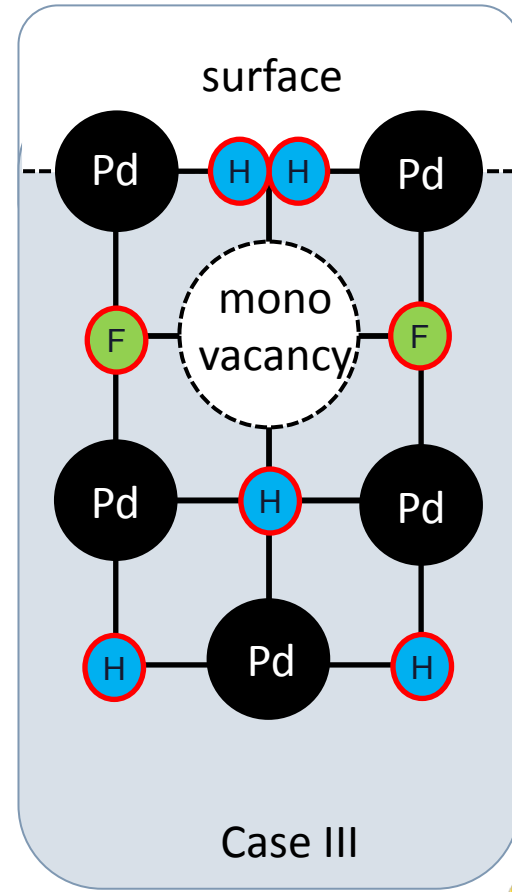 surface
Pd H H Pd
mono
F vacancy F
Pd H Pd
H Pd H
Case III